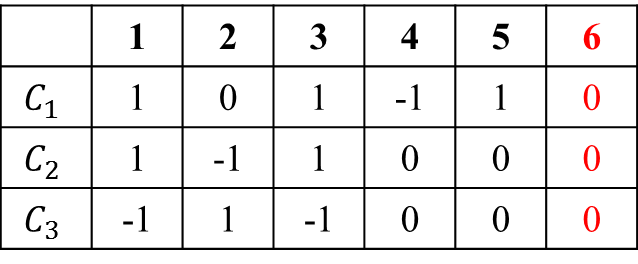 1 2 3 4 5 6
C₁ 1 0 1 -1 1 0
C₂ 1 -1 1 0 0 0
C₃ -1 1 -1 0 0 0